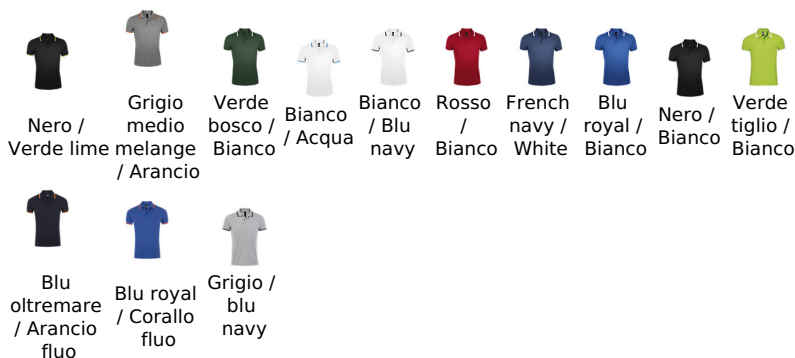 Nero /
Verde lime
Grigio
medio
melange
/ Arancio
Verde
bosco /
Bianco
Bianco
/ Acqua
Bianco
/ Blu
navy
Rosso
/
Bianco
French
navy /
White
Blu
royal /
Bianco
Nero /
Bianco
Verde
tiglio /
Bianco
Blu
oltremare
/ Arancio
fluo
Blu royal
/ Corallo
fluo
Grigio /
blu
navy